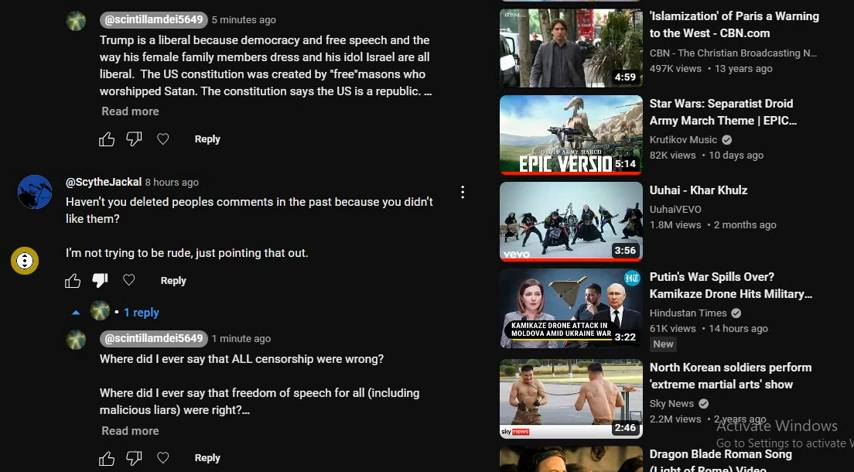 @scintillamdei5649 5 minutes ago
Trump is a liberal because democracy and free speech and the
way his female family members dress and his idol Israel are all
liberal. The US constitution was created by "free"masons who
worshipped Satan. The constitution says the US is a republic. ...
Read more
Reply
@ScytheJackal 8 hours ago
Haven't you deleted peoples comments in the past because you didn't
like them?
I'm not trying to be rude, just pointing that out.
Reply
1 reply
@scintillamdei5649 1 minute ago
Where did I ever say that ALL censorship were wrong?
Where did I ever say that freedom of speech for all (including
malicious liars) were right?...
Read more
Reply
4:59
'Islamization' of Paris a Warning
to the West - CBN.com
CBN - The Christian Broadcasting N...
497K views • 13 years ago
EPIC VERSIO
5:14
Star Wars: Separatist Droid
Army March Theme | EPIC...
Krutikov Music
82K views • 10 days ago
vevo
3:56
Uuhai - Khar Khulz
UuhaiVEVO
1.8M views • 2 months ago
HT
KAMIKAZE DRONE ATTACK IN
MOLDOVA AMID UKRAINE WAR
3:22
Putin's War Spills Over?
Kamikaze Drone Hits Military...
Hindustan Times
61K views • 14 hours ago
New
sky news
2:46
North Korean soldiers perform
'extreme martial arts' show
Sky News
2.2M views • 2 years ago
Activate Windows
Go to Settings to activate W
Dragon Blade Roman Song
(Light of Rome) Video